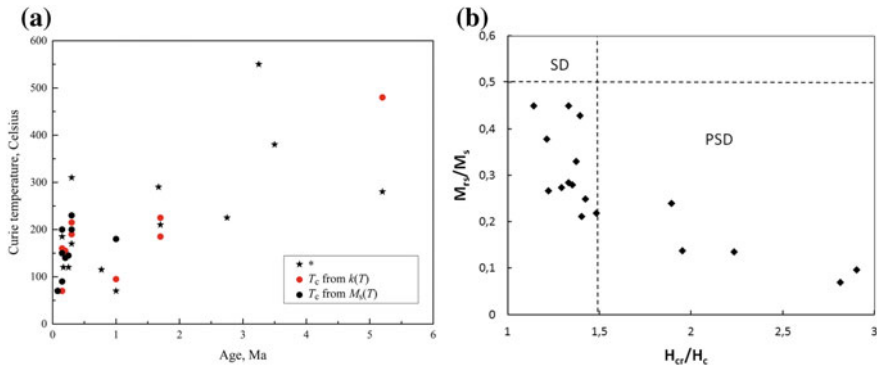 (a)
600
500
400
300
200
150
100
50
0
Curie temperature, Celsius
0 1 2 3 4 5 6
Age, Ma
*
Tc from k(T)
Tc from Ms(T)
(b)
0,6
0,5
0,4
0,3
0,2
0,1
0
Mrs/Ms
SD
PSD
1 1,5 2 2,5 3
Hcr/Hc